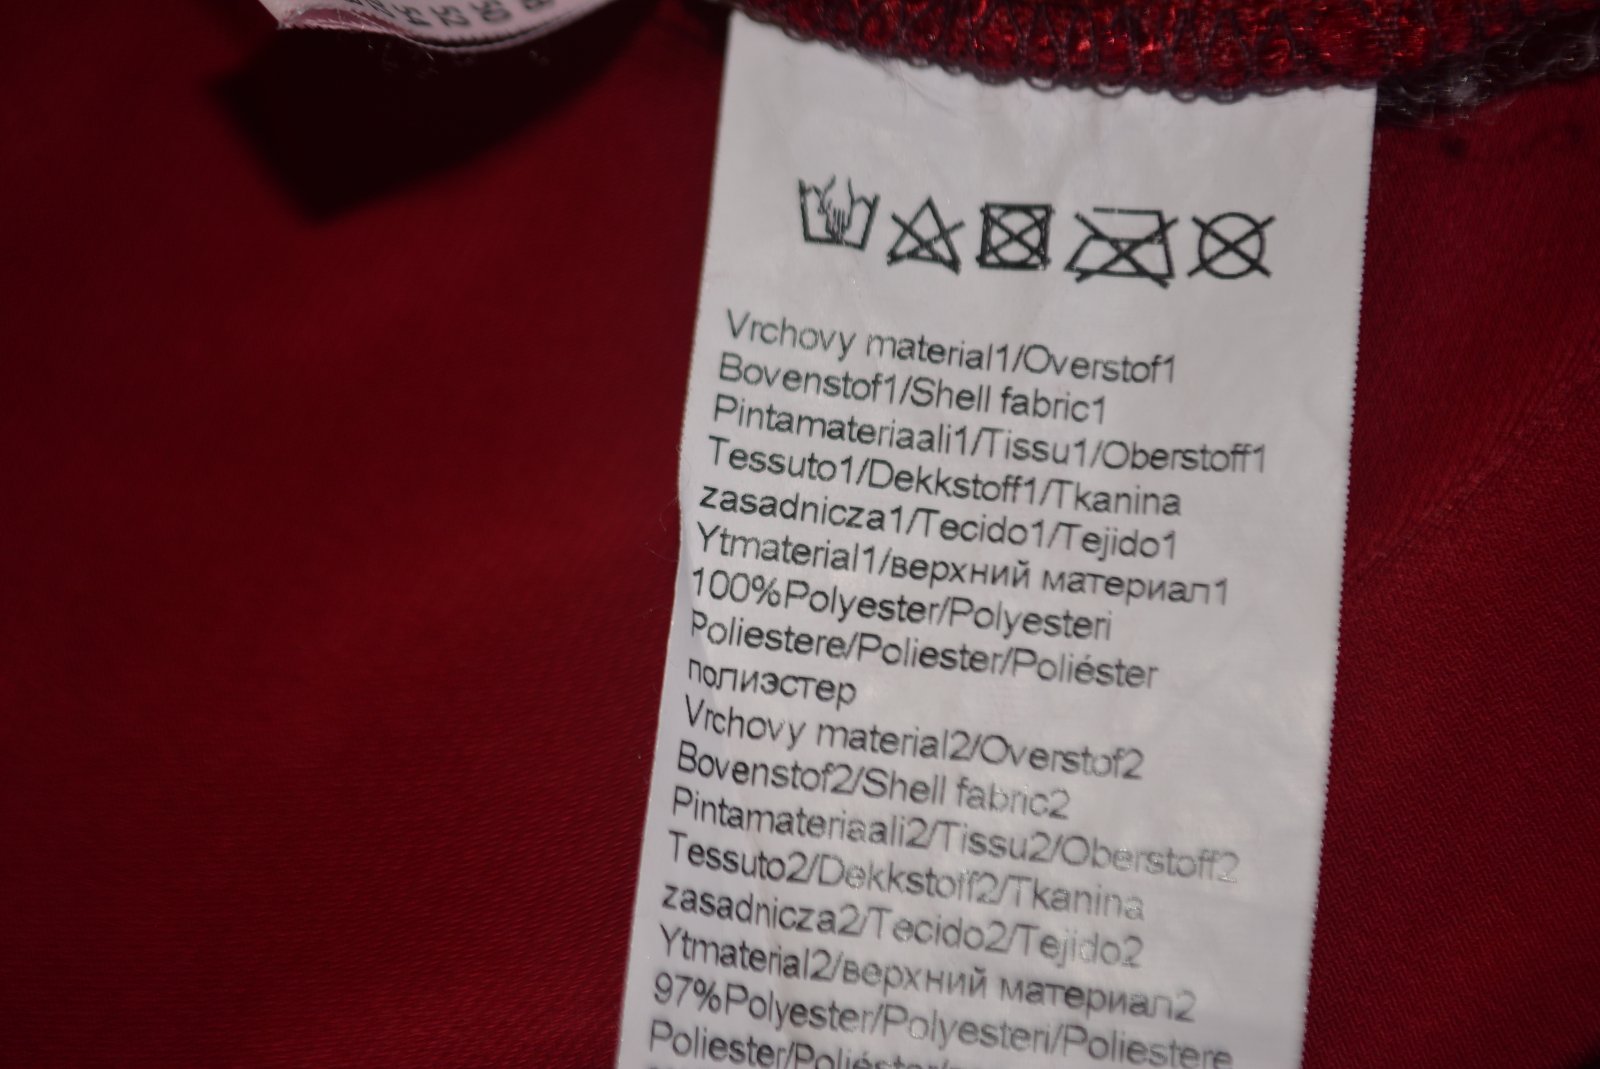 Vrchovy material1/Overstof1
Bovenstof1/Shell fabric1
Pintamateriaali1/Tissu1/Oberstoff1
Tessuto1/Dekkstoff1/Tkanina
zasadnicza1/Tecido1/Tejido1
Ytmaterial1/верхний материал1
100%Polyester/Polyesteri
Poliestere/Poliester/Poliéster
полиэстер
Vrchovy material2/Overstof2
Bovenstof2/Shell fabric2
Pintamateriaali2/Tissu2/Oberstoff2
Tessuto2/Dekkstoff2/Tkanina
zasadnicza2/Tecido2/Tejido2
Ytmaterial2/верхний материал2
97%Polyester/Polyesteri/Poliestere
Poliester/Poliéster/